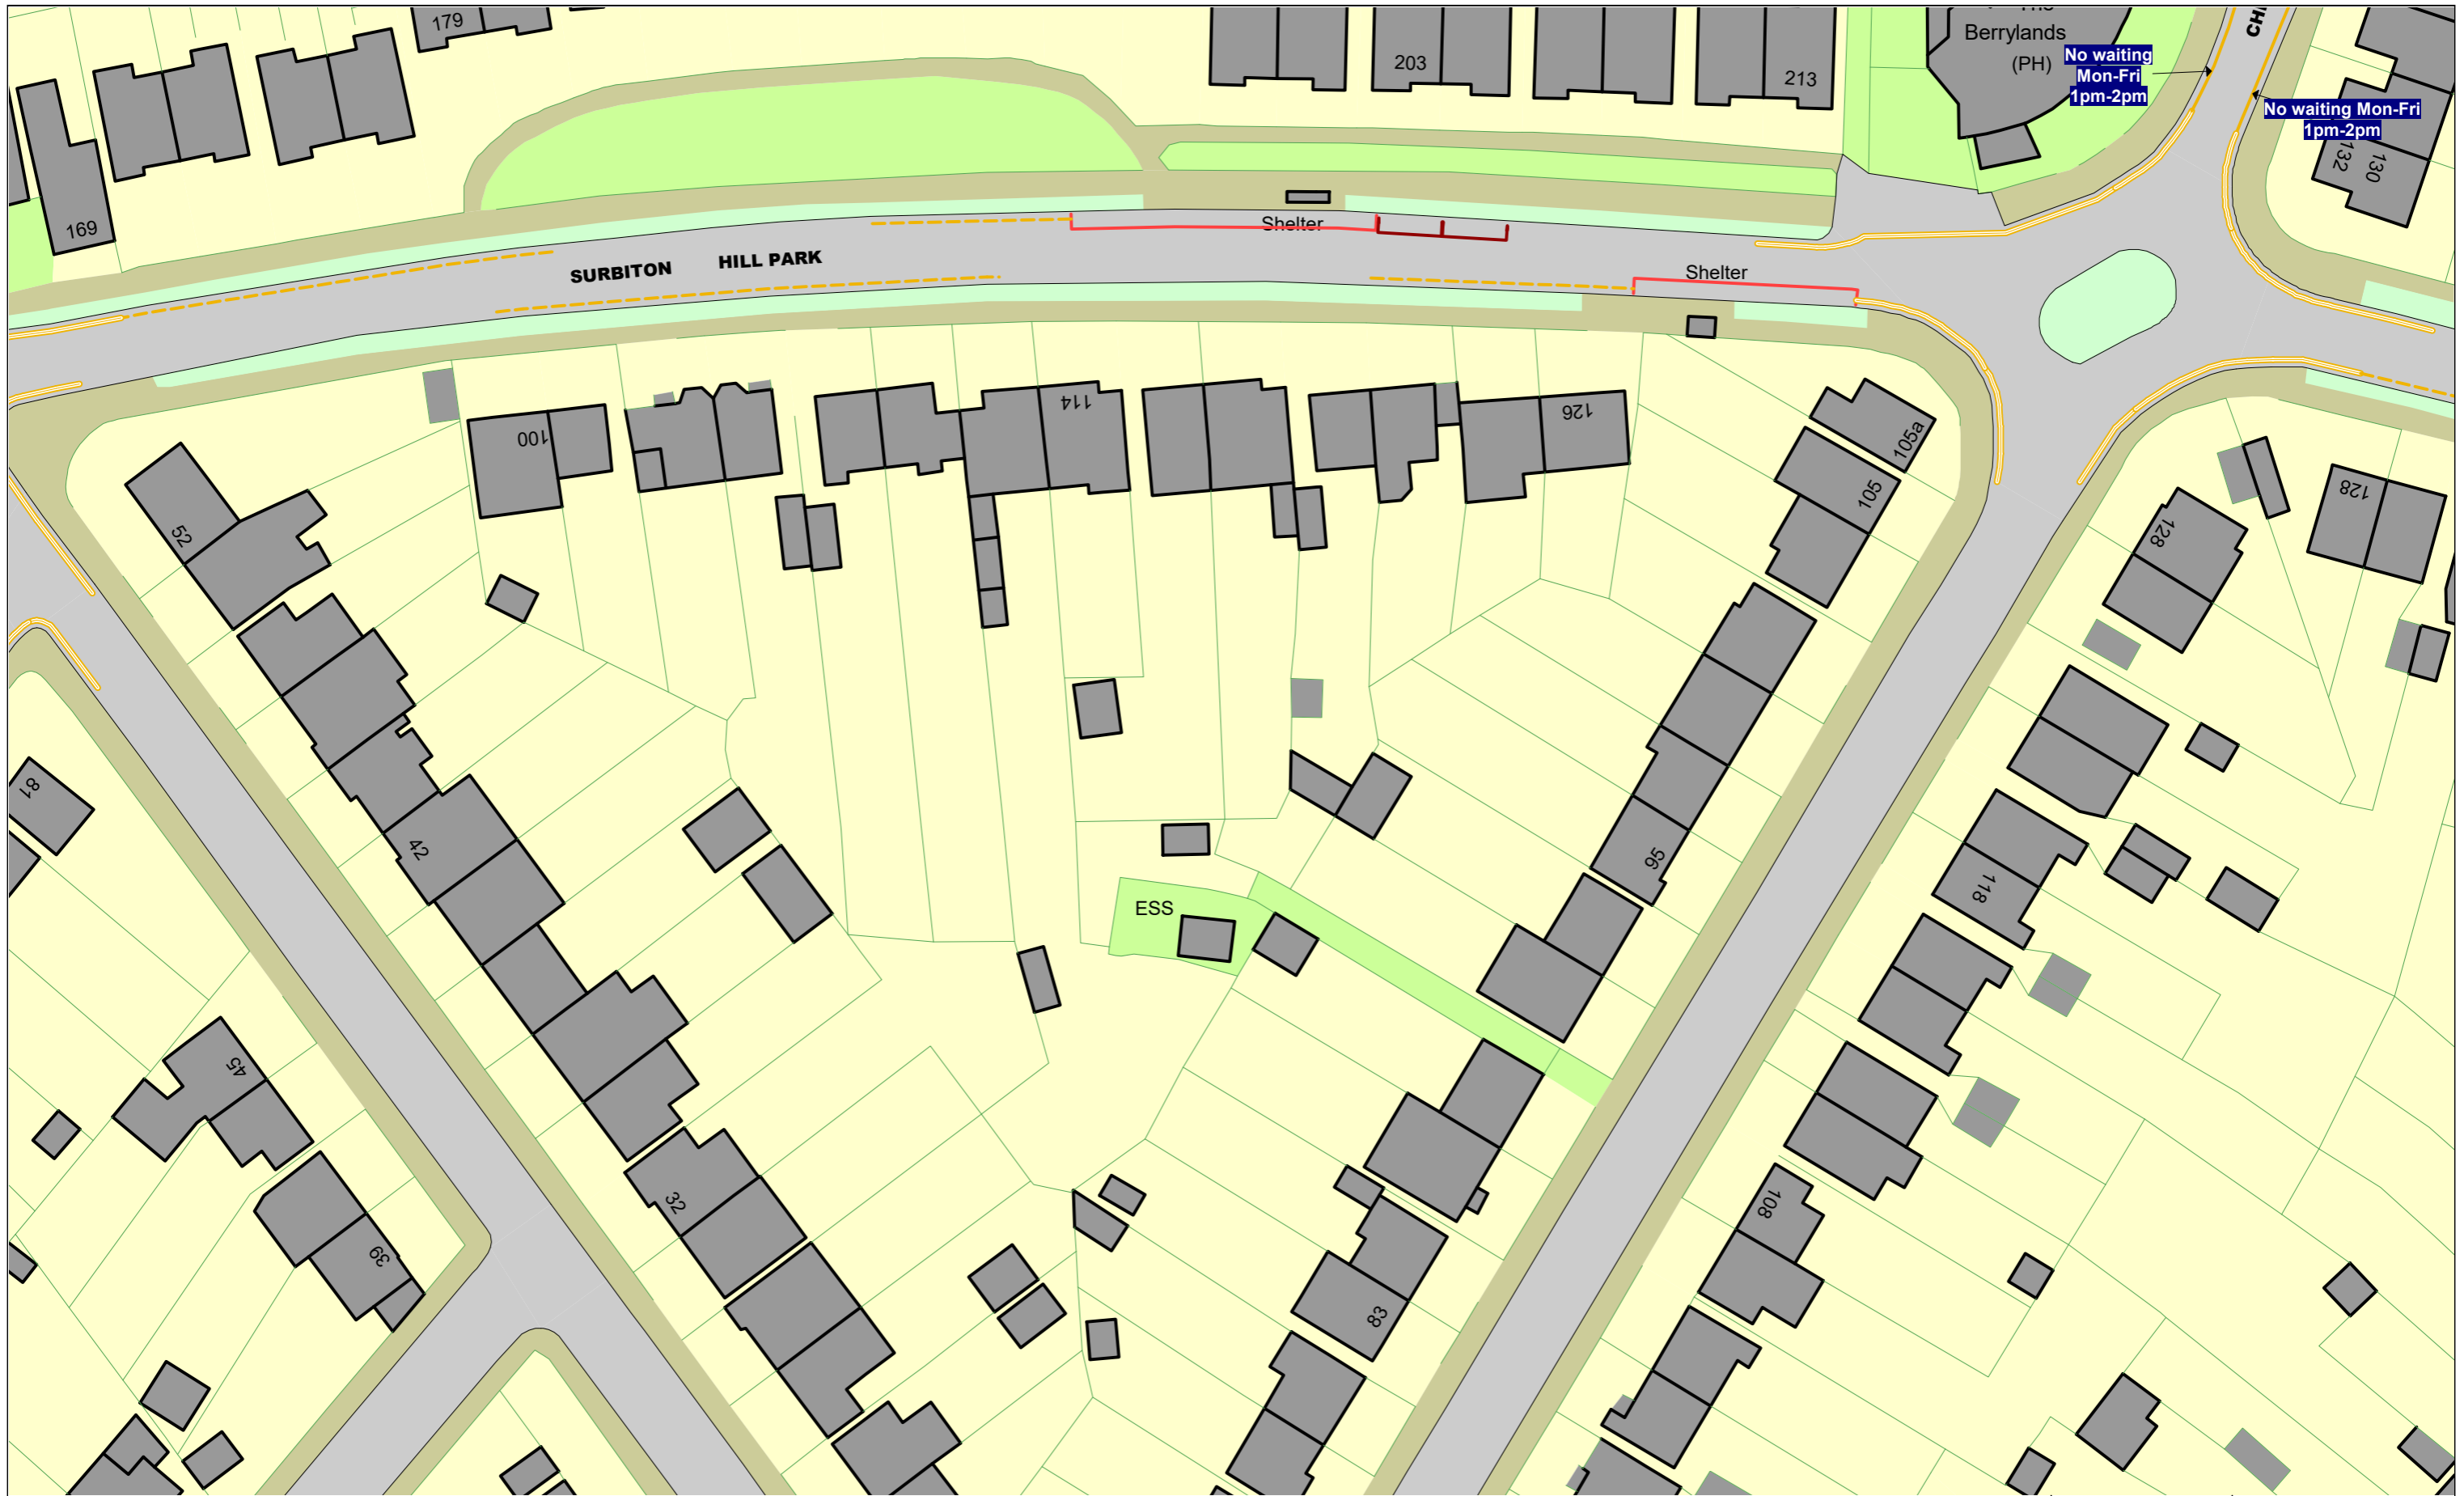 179
203
213
The
Berrylands
(PH)
No waiting
Mon-Fri
1pm-2pm
CHI
No waiting Mon-Fri
1pm-2pm
132
130
169
Shelter
SURBITON HILL PARK
Shelter
100
114
126
105a
105
128
128
52
81
42
95
118
ESS
45
32
108
39
83